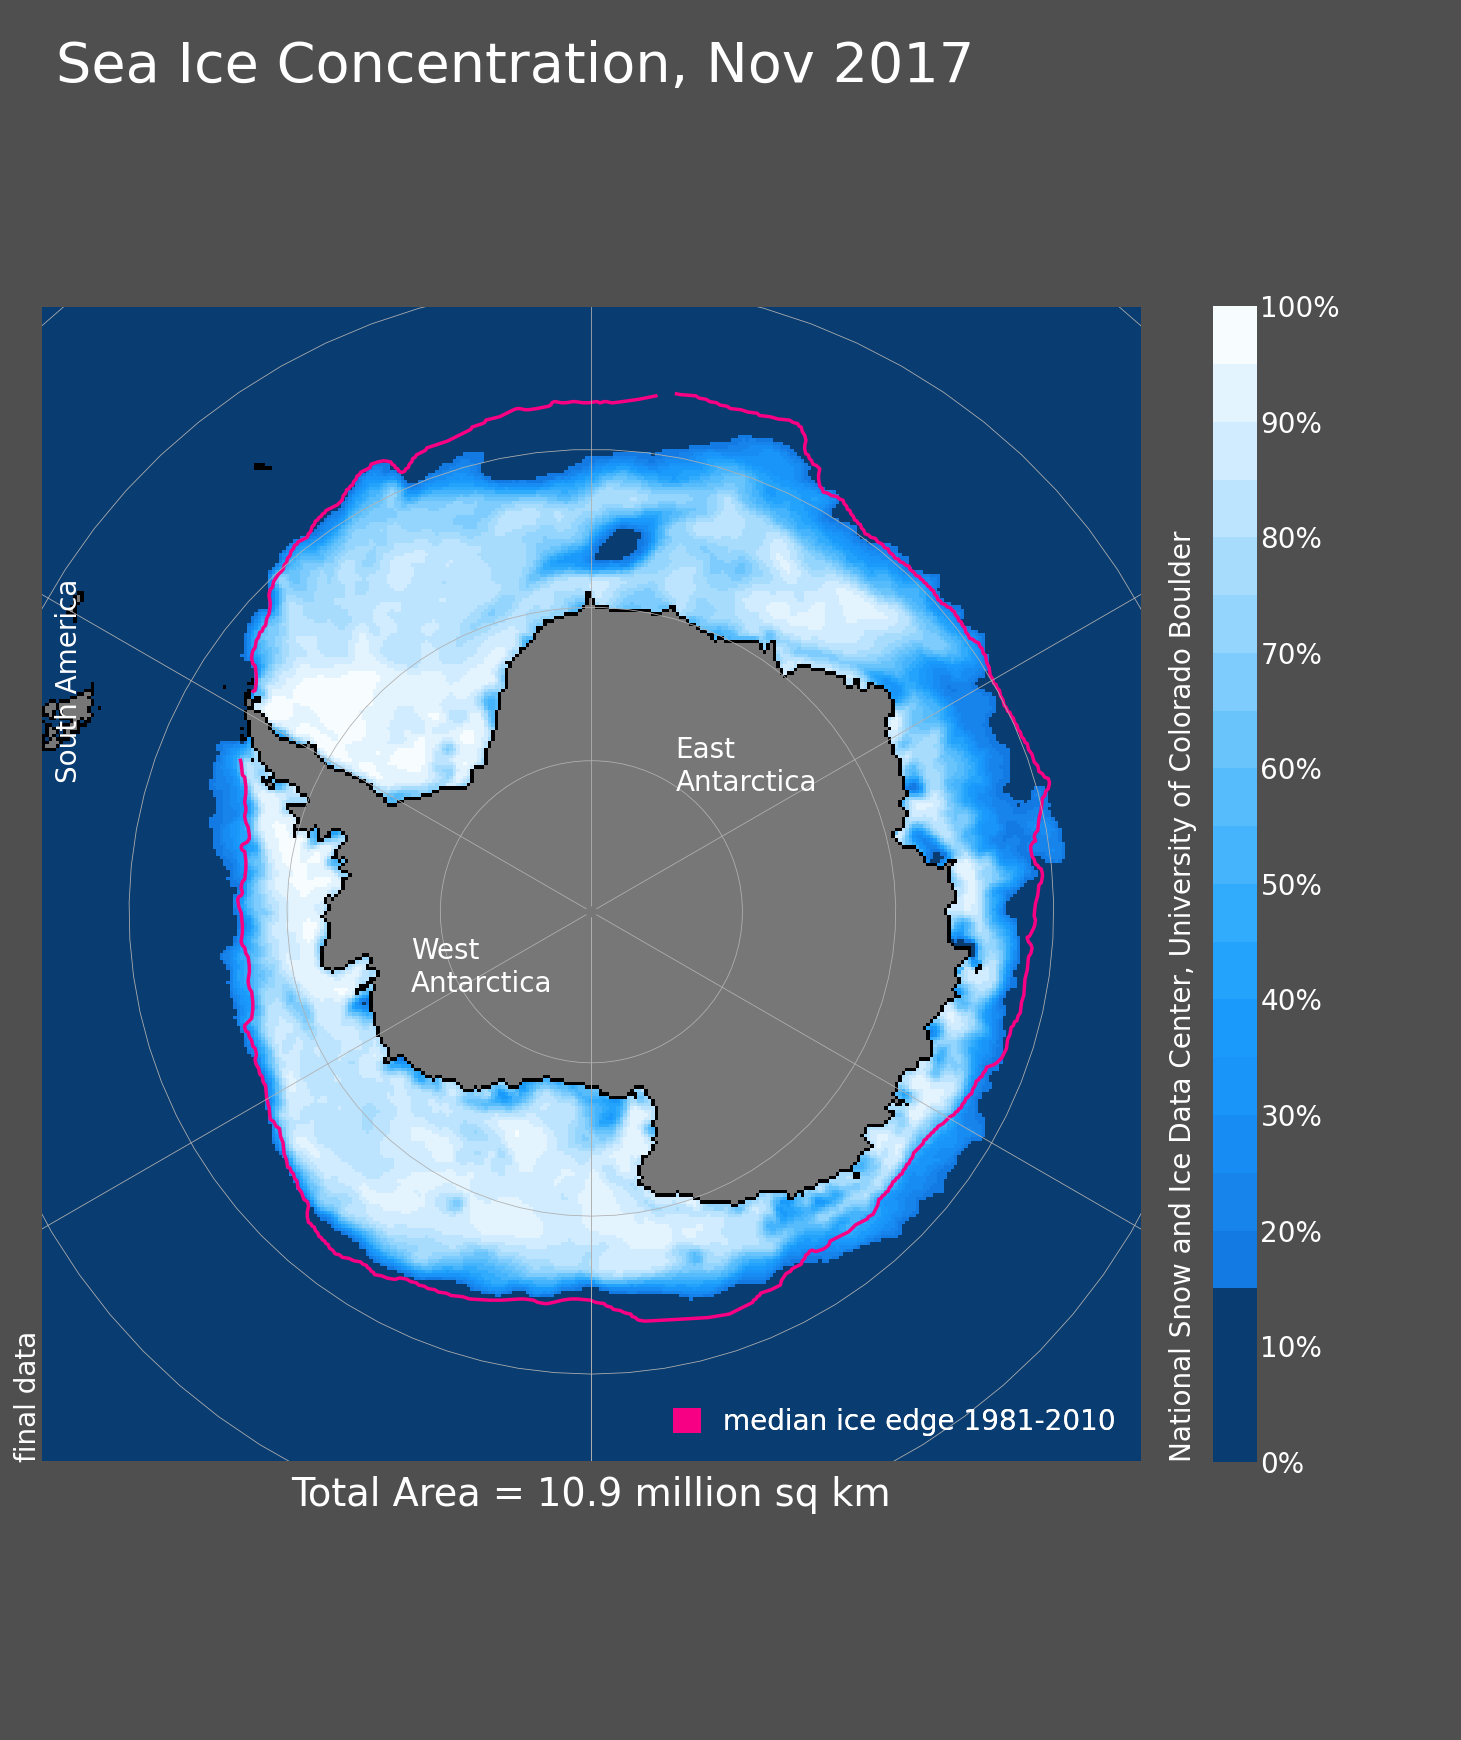 Sea Ice Concentration, Nov 2017
South America
East
Antarctica
West
Antarctica
final data
median ice edge 1981-2010
Total Area = 10.9 million sq km
National Snow and Ice Data Center, University of Colorado Boulder
100%
90%
80%
70%
60%
50%
40%
30%
20%
10%
0%